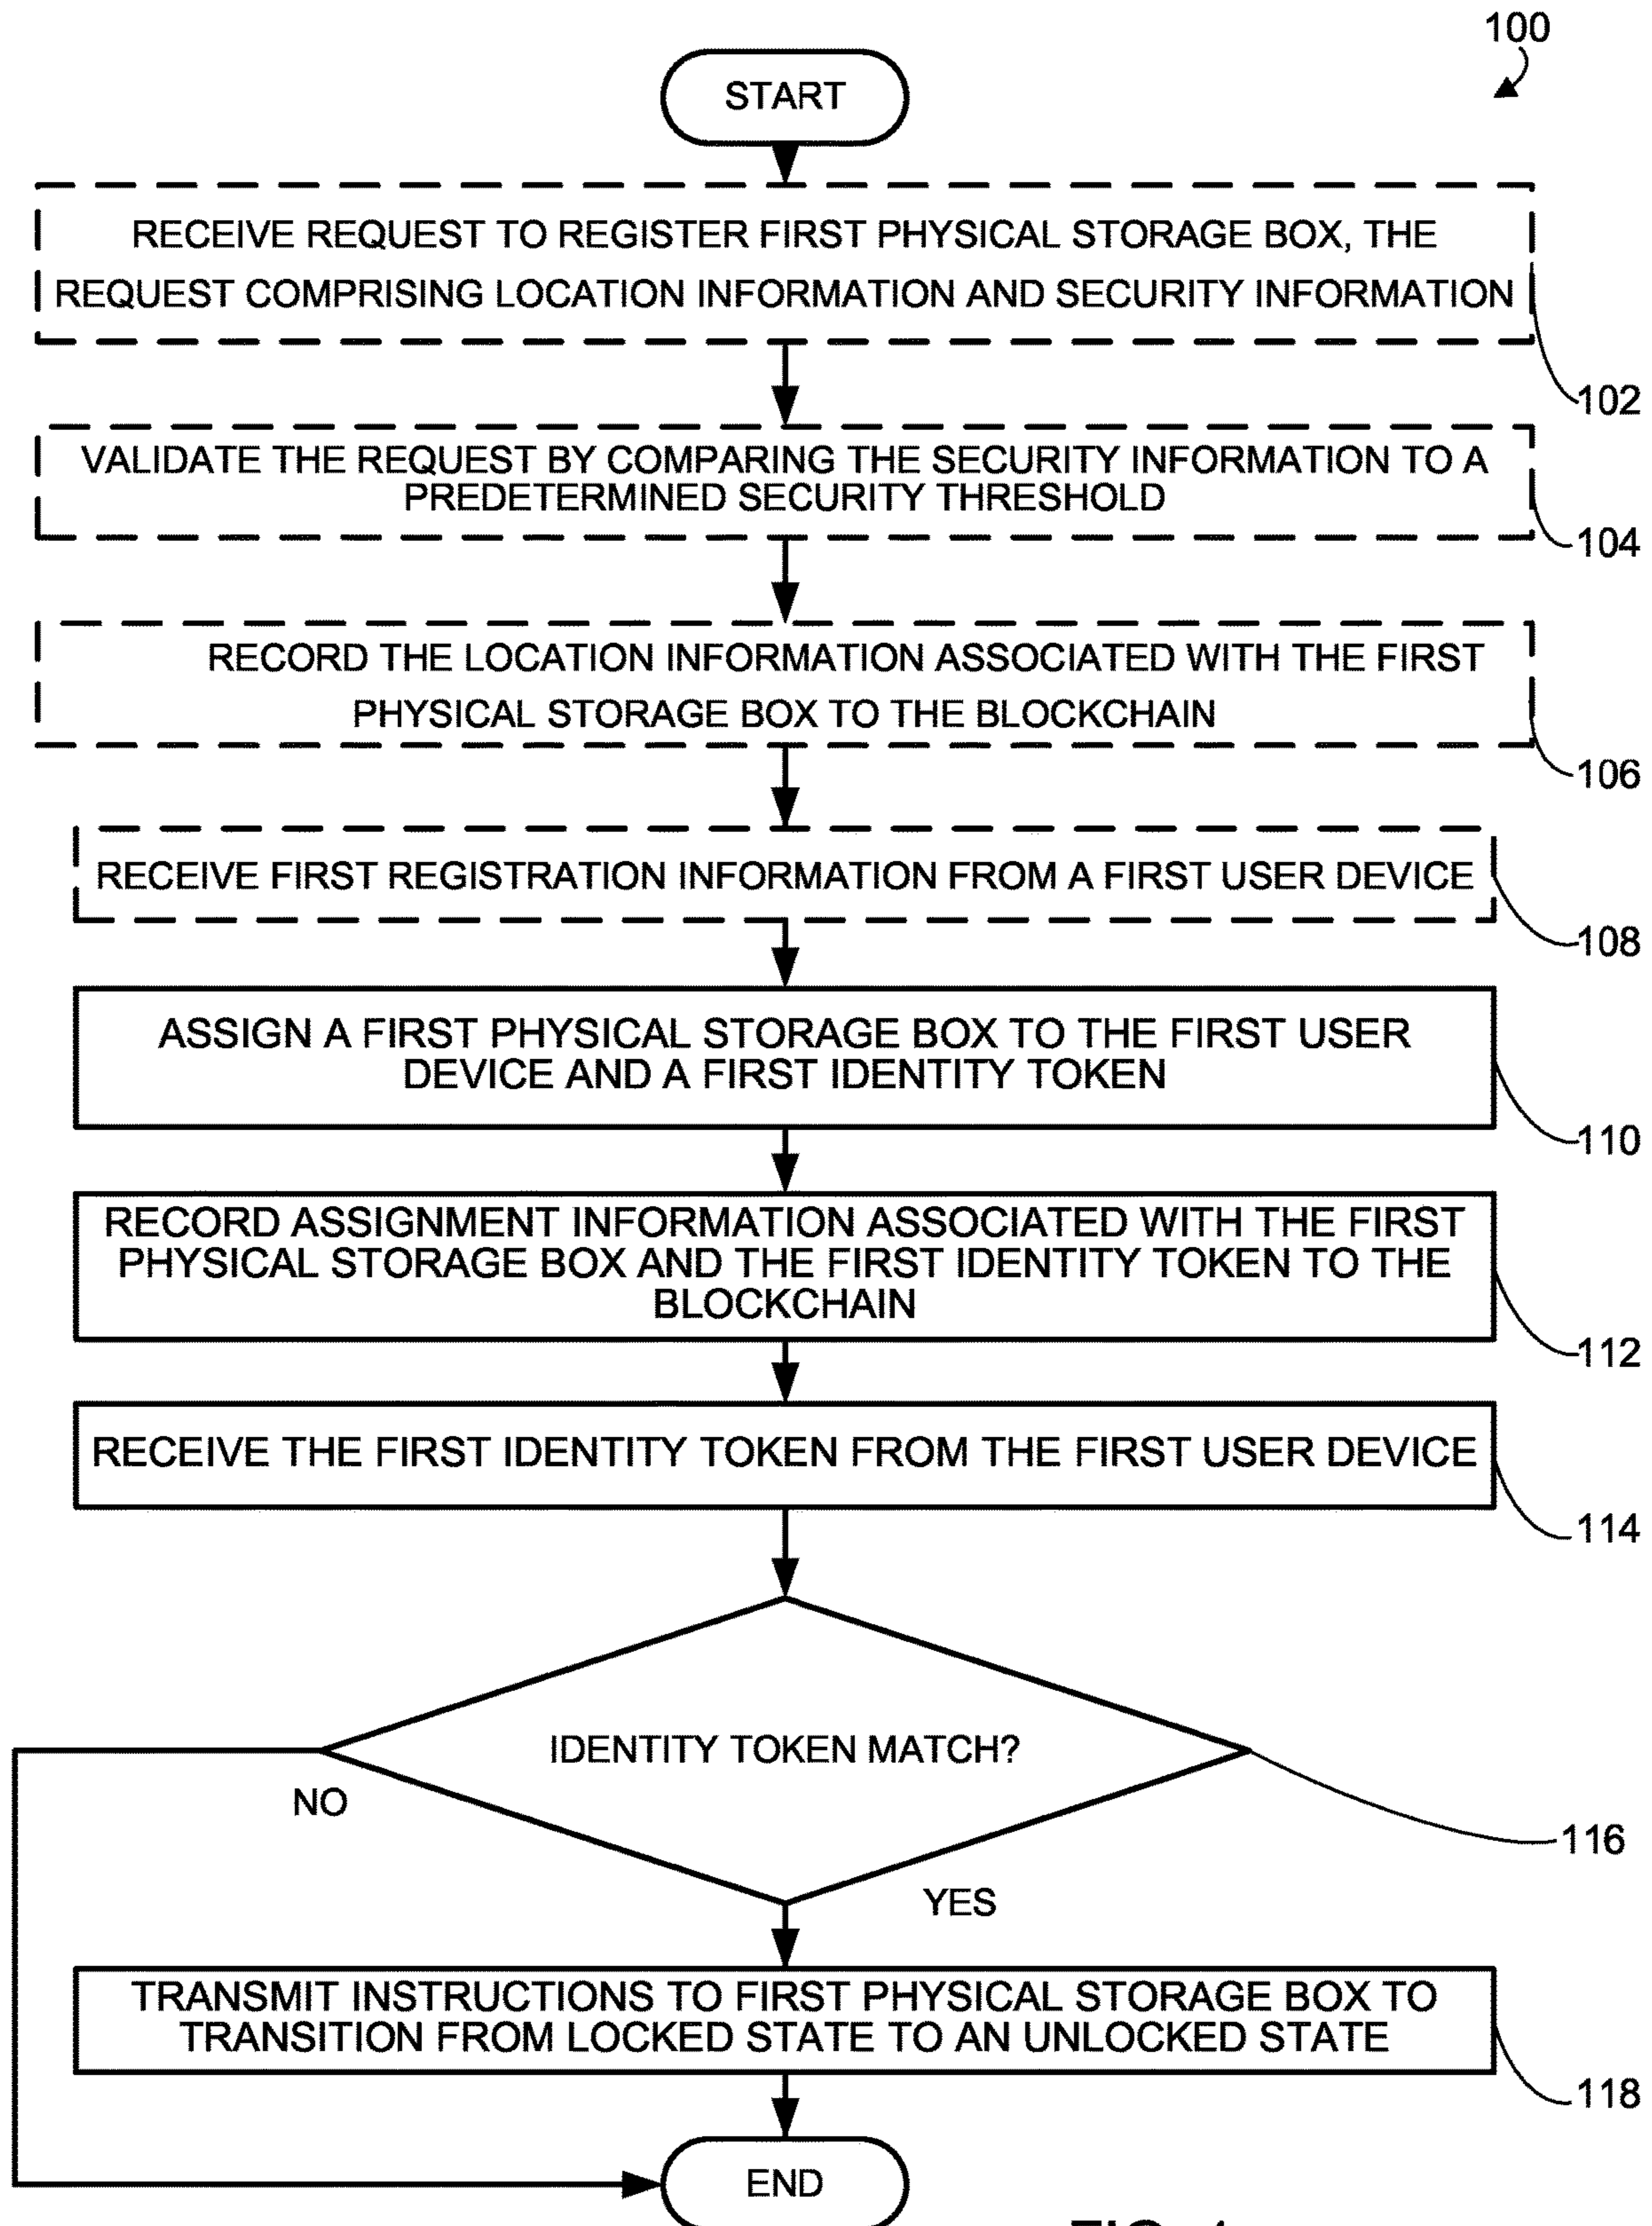 100
START
RECEIVE REQUEST TO REGISTER FIRST PHYSICAL STORAGE BOX, THE
REQUEST COMPRISING LOCATION INFORMATION AND SECURITY INFORMATION
102
VALIDATE THE REQUEST BY COMPARING THE SECURITY INFORMATION TO A
PREDETERMINED SECURITY THRESHOLD
104
RECORD THE LOCATION INFORMATION ASSOCIATED WITH THE FIRST
PHYSICAL STORAGE BOX TO THE BLOCKCHAIN
106
RECEIVE FIRST REGISTRATION INFORMATION FROM A FIRST USER DEVICE
108
ASSIGN A FIRST PHYSICAL STORAGE BOX TO THE FIRST USER
DEVICE AND A FIRST IDENTITY TOKEN
110
RECORD ASSIGNMENT INFORMATION ASSOCIATED WITH THE FIRST
PHYSICAL STORAGE BOX AND THE FIRST IDENTITY TOKEN TO THE
BLOCKCHAIN
112
RECEIVE THE FIRST IDENTITY TOKEN FROM THE FIRST USER DEVICE
114
IDENTITY TOKEN MATCH?
NO
116
YES
TRANSMIT INSTRUCTIONS TO FIRST PHYSICAL STORAGE BOX TO
TRANSITION FROM LOCKED STATE TO AN UNLOCKED STATE
118
END